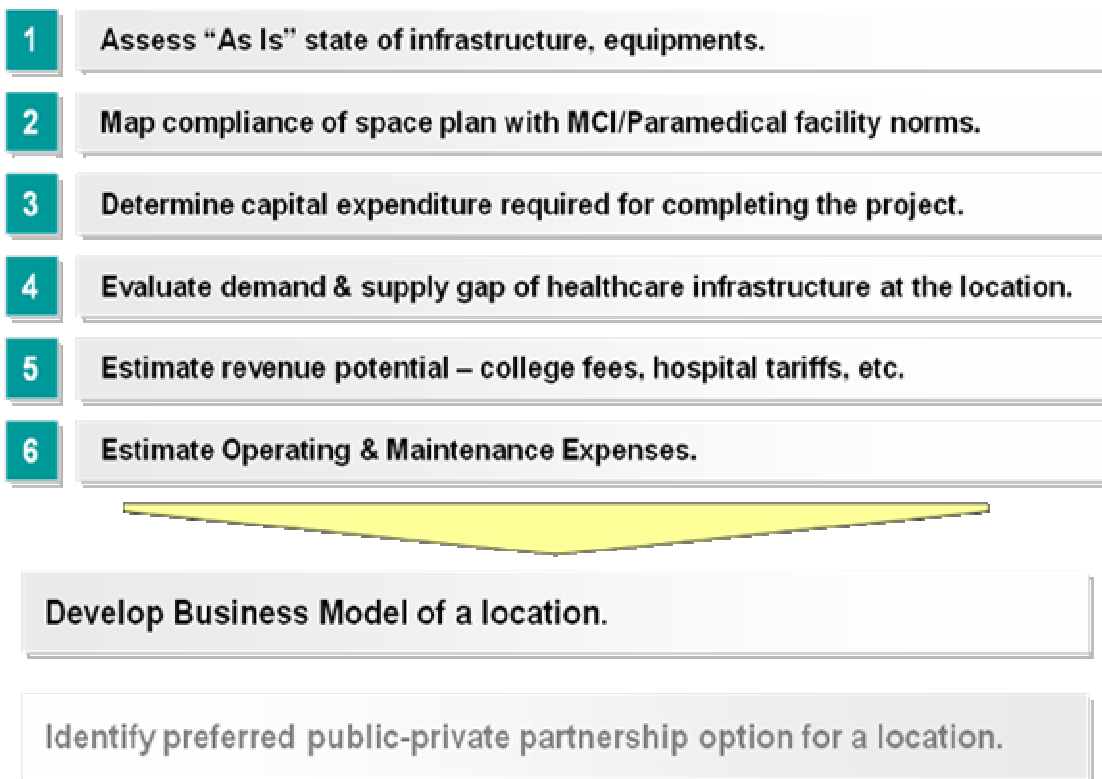 1 Assess “As Is” state of infrastructure, equipments.
2 Map compliance of space plan with MCI/Paramedical facility norms.
3 Determine capital expenditure required for completing the project.
4 Evaluate demand & supply gap of healthcare infrastructure at the location.
5 Estimate revenue potential – college fees, hospital tariffs, etc.
6 Estimate Operating & Maintenance Expenses.
Develop Business Model of a location.
Identify preferred public-private partnership option for a location.